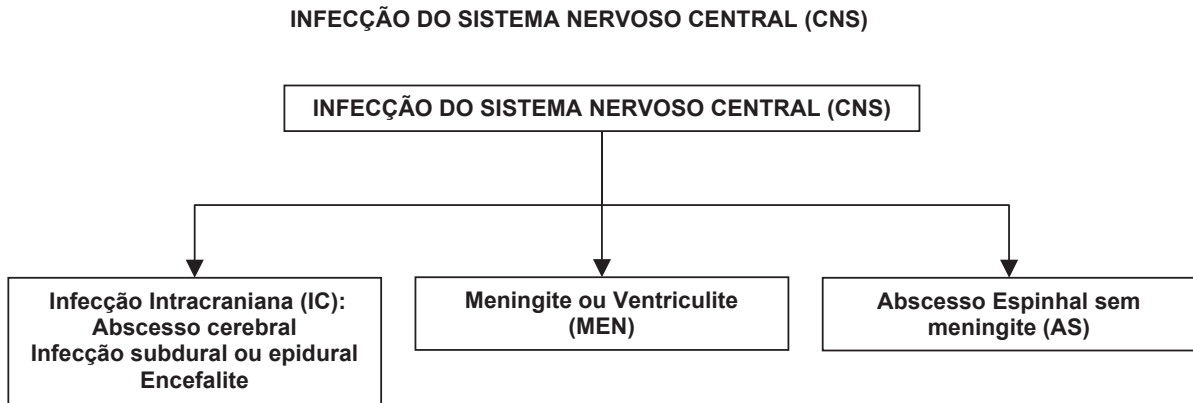 INFECÇÃO DO SISTEMA NERVOSO CENTRAL (CNS)
INFECÇÃO DO SISTEMA NERVOSO CENTRAL (CNS)
Infecção Intracraniana (IC):
Abscesso cerebral
Infecção subdural ou epidural
Encefalite
Meningite ou Ventriculite
(MEN)
Abscesso Espinhal sem
meningite (AS)